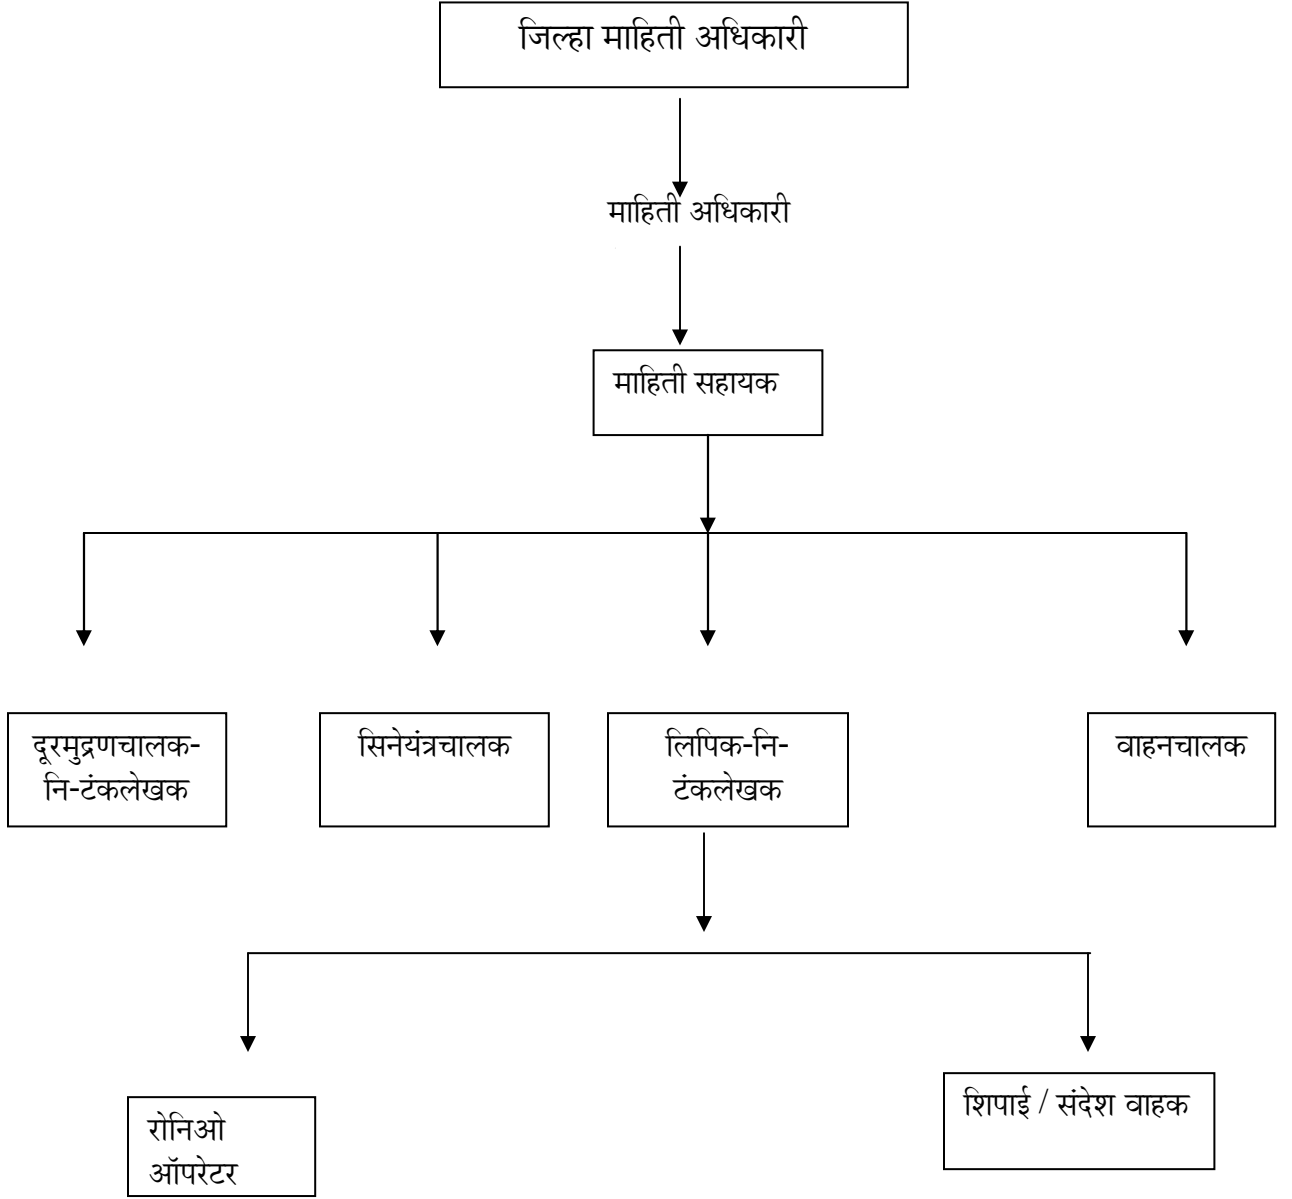 जिल्हा माहिती अधिकारी
माहिती अधिकारी
माहिती सहायक
दूरमुद्रणचालक-
नि-टंकलेखक
सिनेयंत्रचालक
लिपिक-नि-
टंकलेखक
वाहनचालक
रोनिओ
ऑपरेटर
शिपाई / संदेश वाहक